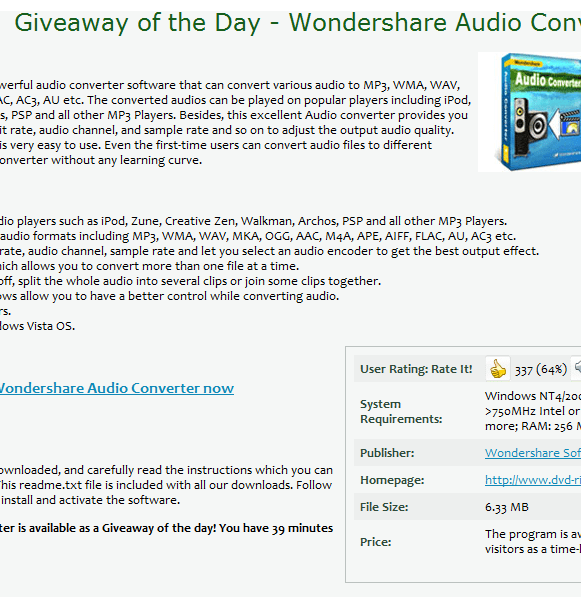 Giveaway of the Day - Wondershare Audio Conv
Wondershare
Audio Converter
Audio Converter
werful audio converter software that can convert various audio to MP3, WMA, WAV,
AC, AC3, AU etc. The converted audios can be played on popular players including iPod,
s, PSP and all other MP3 Players. Besides, this excellent Audio converter provides you
it rate, audio channel, and sample rate and so on to adjust the output audio quality.
is very easy to use. Even the first-time users can convert audio files to different
onverter without any learning curve.
dio players such as iPod, Zune, Creative Zen, Walkman, Archos, PSP and all other MP3 Players.
audio formats including MP3, WMA, WAV, MKA, OGG, AAC, M4A, APE, AIFF, FLAC, AU, AC3 etc.
rate, audio channel, sample rate and let you select an audio encoder to get the best output effect.
ich allows you to convert more than one file at a time.
off, split the whole audio into several clips or join some clips together.
ows allow you to have a better control while converting audio.
rs.
dows Vista OS.
Wondershare Audio Converter now
ownloaded, and carefully read the instructions which you can
his readme.txt file is included with all our downloads. Follow
install and activate the software.
ter is available as a Giveaway of the day! You have 39 minutes
User Rating: Rate It! 337 (64%)
System Requirements: Windows NT4/200
>750MHz Intel or
more; RAM: 256 M
Publisher: Wondershare Sof
Homepage: http://www.dvd-ri
File Size: 6.33 MB
Price: The program is av
visitors as a time-l